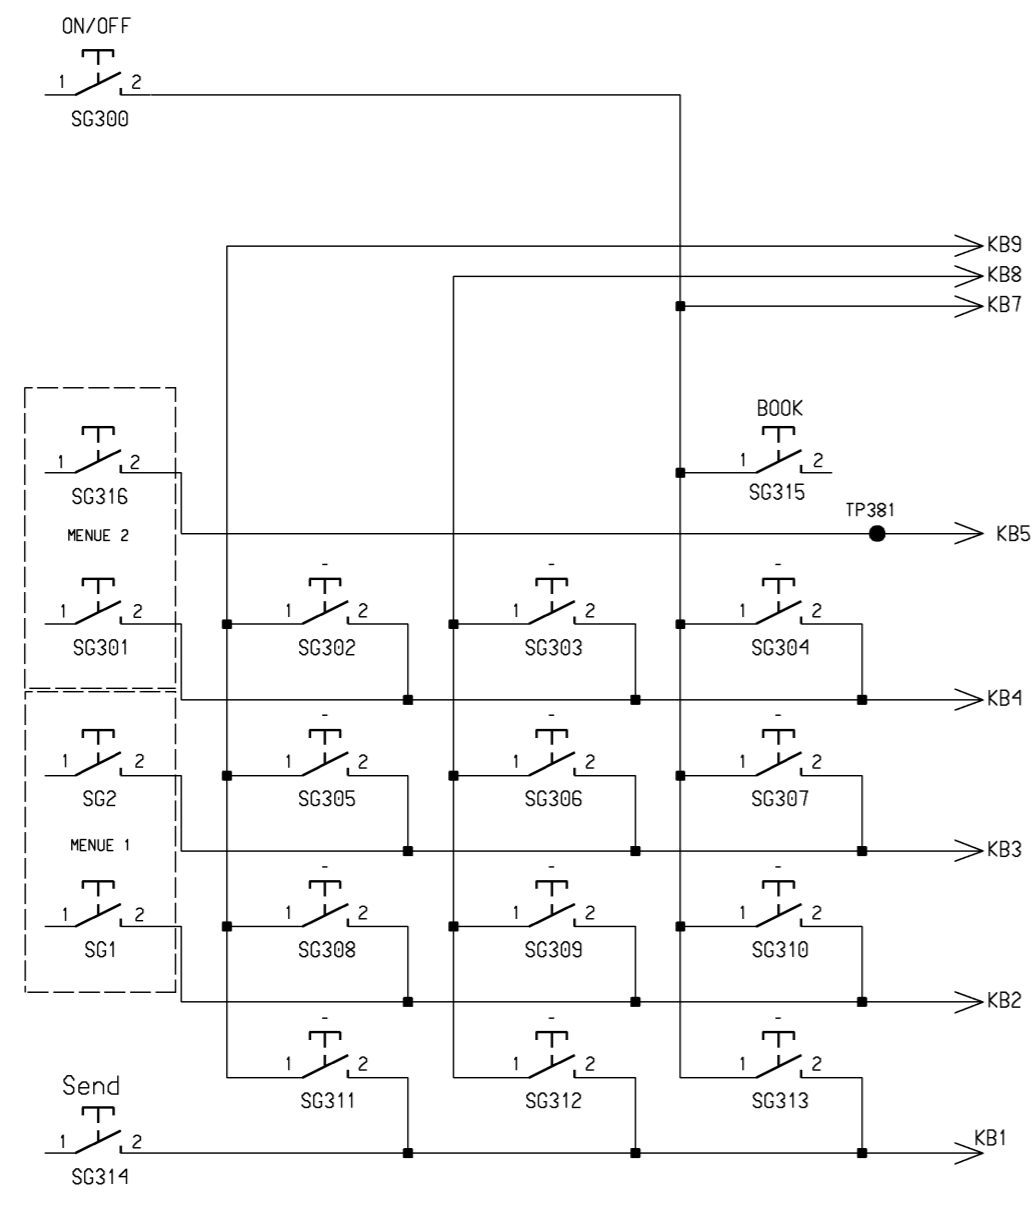 ON/OFF
1 2
SG300
KB9
KB8
KB7
BOOK
1 2 1 2
SG316 SG315
TP381
MENUE 2 KB5
- - -
1 2 1 2 1 2 1 2
SG301 SG302 SG303 SG304
KB4
- - -
1 2 1 2 1 2 1 2
SG2 SG305 SG306 SG307
MENUE 1 KB3
- - -
1 2 1 2 1 2 1 2
SG1 SG308 SG309 SG310
KB2
- - -
1 2 1 2 1 2
Send SG311 SG312 SG313
1 2 KB1
SG314